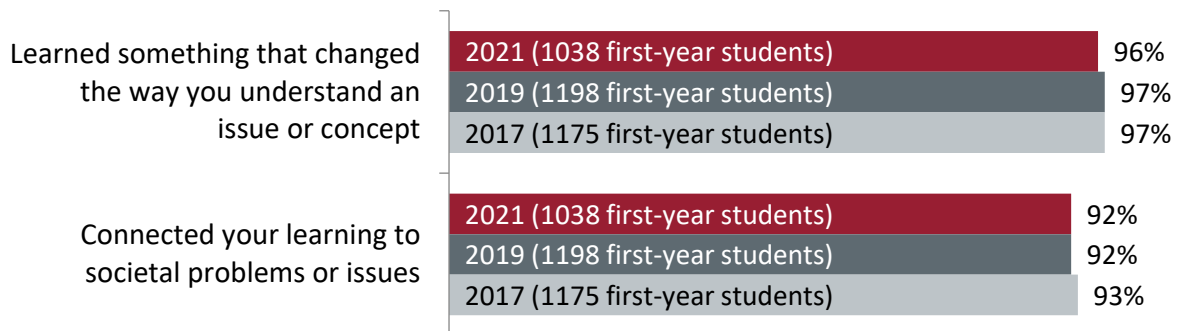 Learned something that changed
the way you understand an
issue or concept
2021 (1038 first-year students) 96%
2019 (1198 first-year students) 97%
2017 (1175 first-year students) 97%
Connected your learning to
societal problems or issues
2021 (1038 first-year students) 92%
2019 (1198 first-year students) 92%
2017 (1175 first-year students) 93%